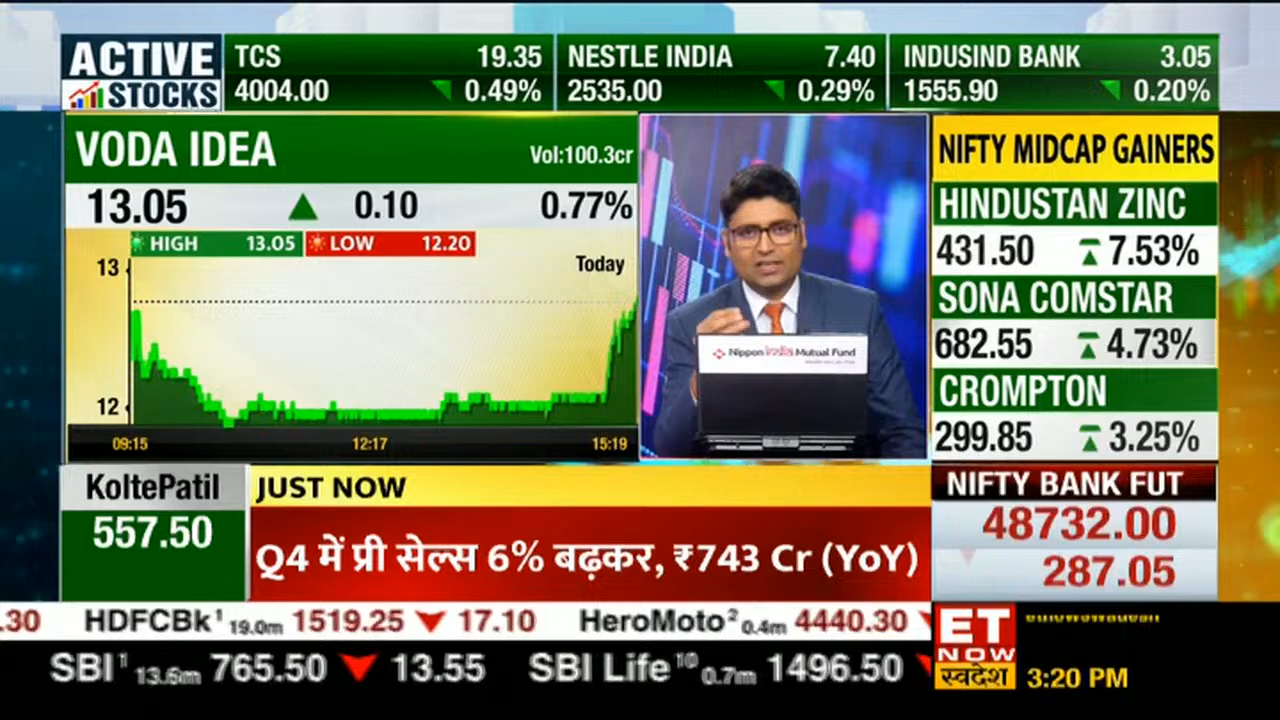 ACTIVE STOCKS
TCS 19.35
4004.00 0.49%
NESTLE INDIA 7.40
2535.00 0.29%
INDUSIND BANK 3.05
1555.90 0.20%
VODA IDEA Vol:100.3cr
13.05 0.10 0.77%
HIGH 13.05 LOW 12.20
Today
13
12
09:15 12:17 15:19
Nippon india Mutual Fund
NIFTY MIDCAP GAINERS
HINDUSTAN ZINC
431.50 7.53%
SONA COMSTAR
682.55 4.73%
CROMPTON
299.85 3.25%
KoltePatil
557.50
JUST NOW
Q4 में प्री सेल्स 6% बढ़कर, ₹743 Cr (YoY)
NIFTY BANK FUT
48732.00
287.05
.30 HDFCBk 1 19.0m 1519.25 17.10 HeroMoto 2 0.4m 4440.30
SBI 1 13.6m 765.50 13.55 SBI Life 10 0.7m 1496.50
ET NOW स्वदेश
3:20 PM